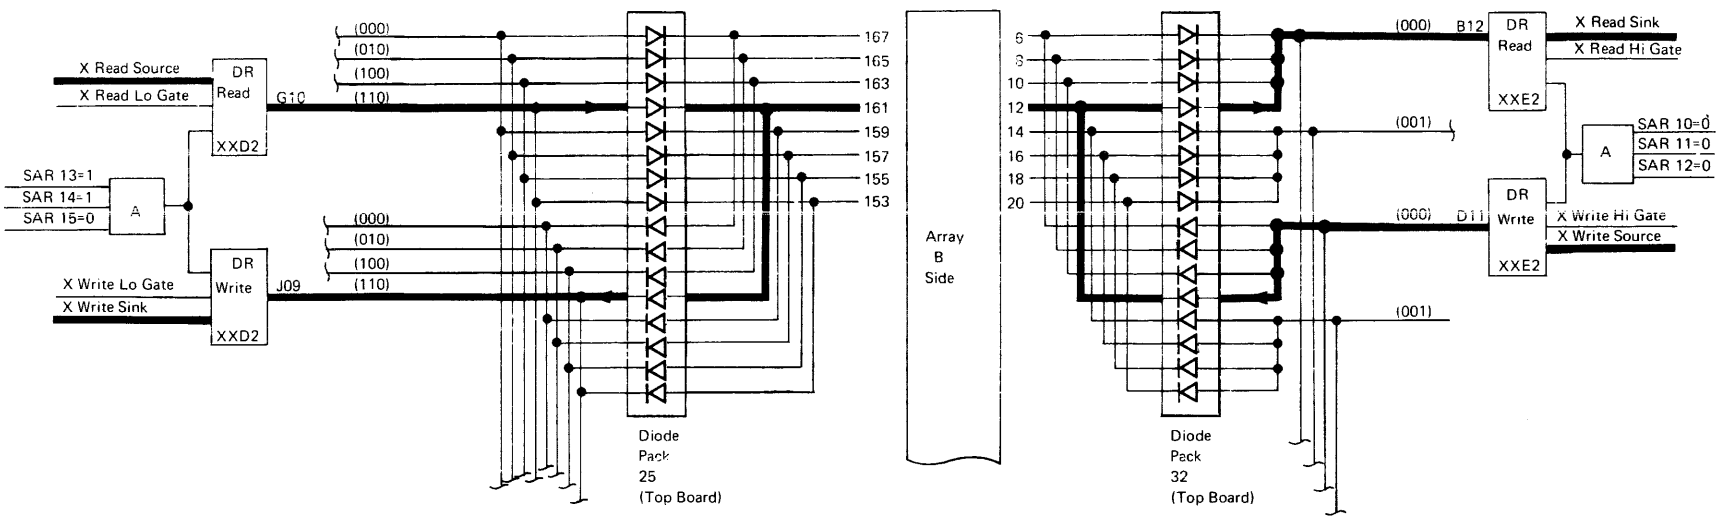 X Read Source
X Read Lo Gate
DR
Read
XXD2
G10
SAR 13=1
SAR 14=1
SAR 15=0
A
X Write Lo Gate
X Write Sink
DR
Write
XXD2
J09
(000)
(010)
(100)
(110)
(000)
(010)
(100)
(110)
Diode
Pack
25
(Top Board)
167
165
163
161
159
157
155
153
Array
B
Side
6
8
10
12
14
16
18
20
Diode
Pack
32
(Top Board)
(000)
B12
(001)
(000)
D11
(001)
DR
Read
XXE2
X Read Sink
X Read Hi Gate
A
SAR 10=0
SAR 11=0
SAR 12=0
DR
Write
XXE2
X Write Hi Gate
X Write Source